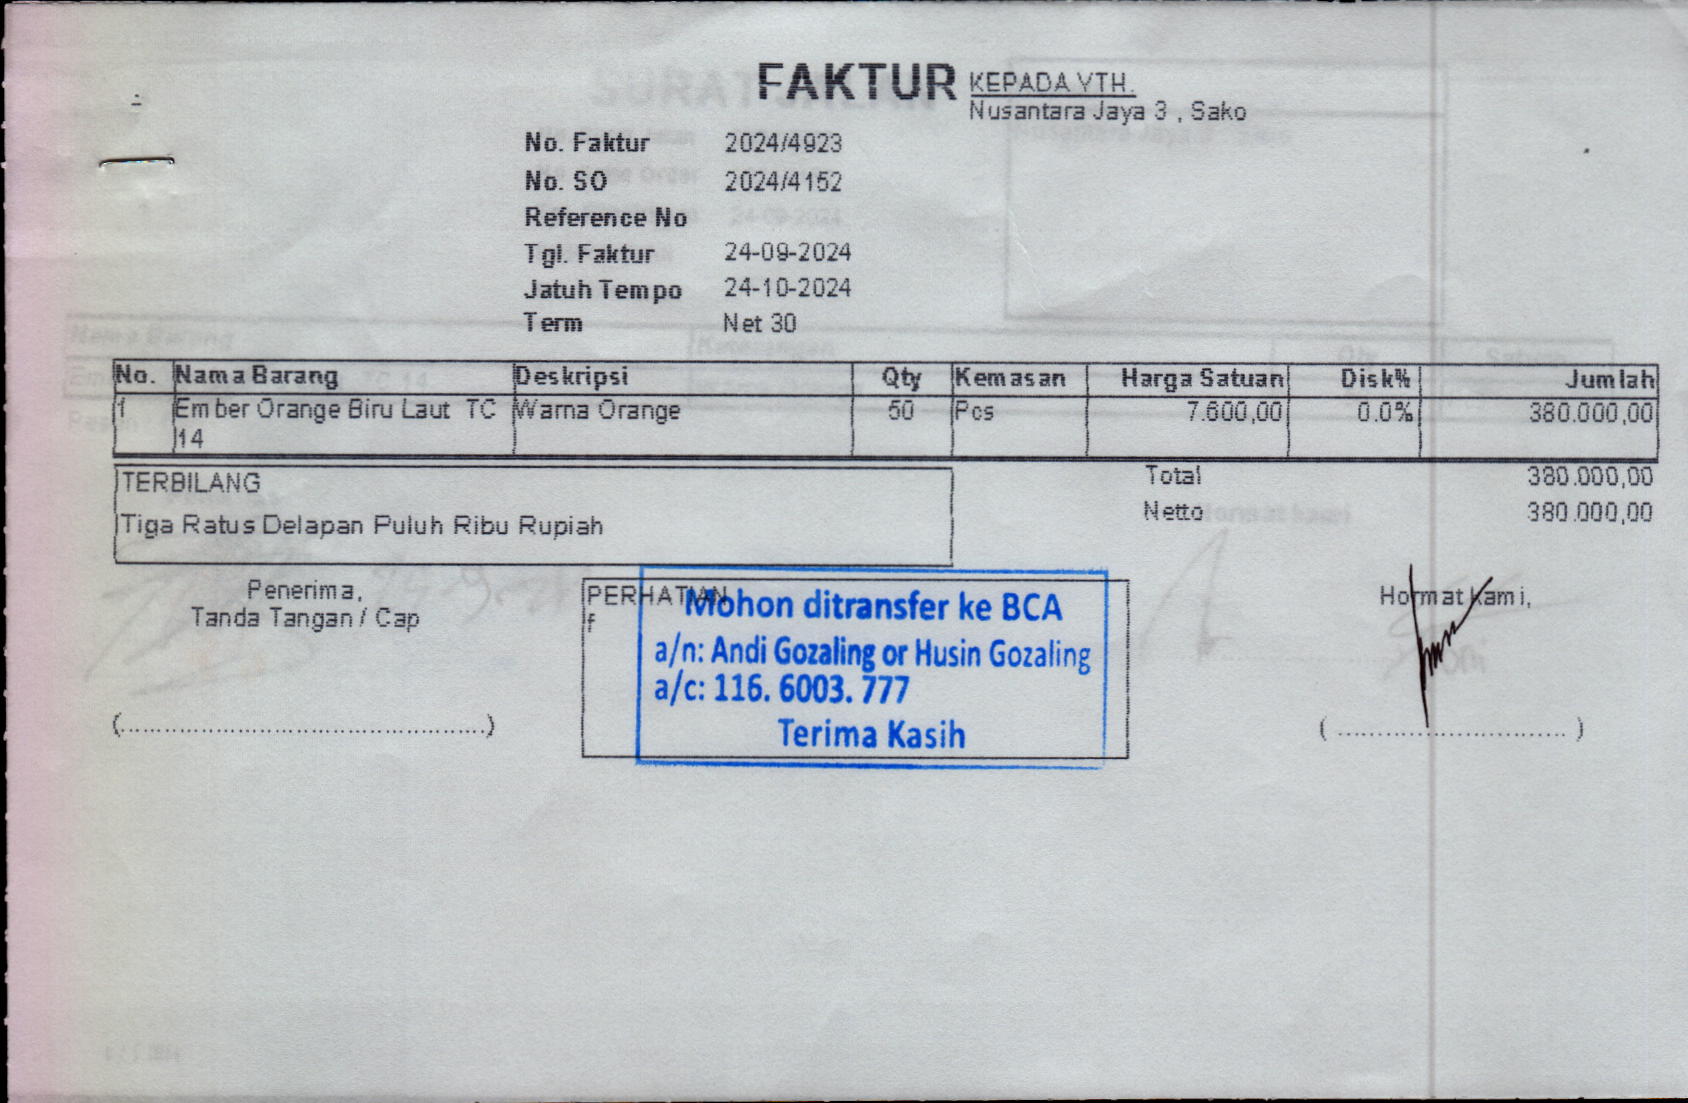 FAKTUR
KEPADA YTH.
Nusantara Jaya 3 , Sako
No. Faktur 2024/4923
No. SO 2024/4152
Reference No
Tgl. Faktur 24-09-2024
Jatuh Tempo 24-10-2024
Term Net 30
No. Nama Barang Deskripsi Qty Kemasan Harga Satuan Disk% Jumlah
1 Ember Orange Biru Laut TC Warna Orange 50 Pcs 7.600,00 0.0% 380.000,00
14
TERBILANG
Tiga Ratus Delapan Puluh Ribu Rupiah
Total 380.000,00
Netto 380.000,00
Penerima,
Tanda Tangan / Cap
(............................................)
PERHATIAN
f
Mohon ditransfer ke BCA
a/n: Andi Gozaling or Husin Gozaling
a/c: 116. 6003. 777
Terima Kasih
Hormat Kami,
( ............................ )